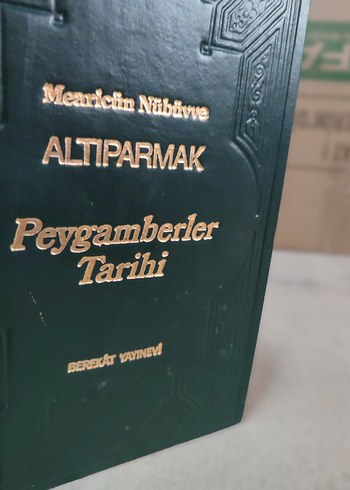 Mearicün Nübüvve
ALTIPARMAK
Peygamberler
Tarihi
BEREKÂT YAYINEVİ